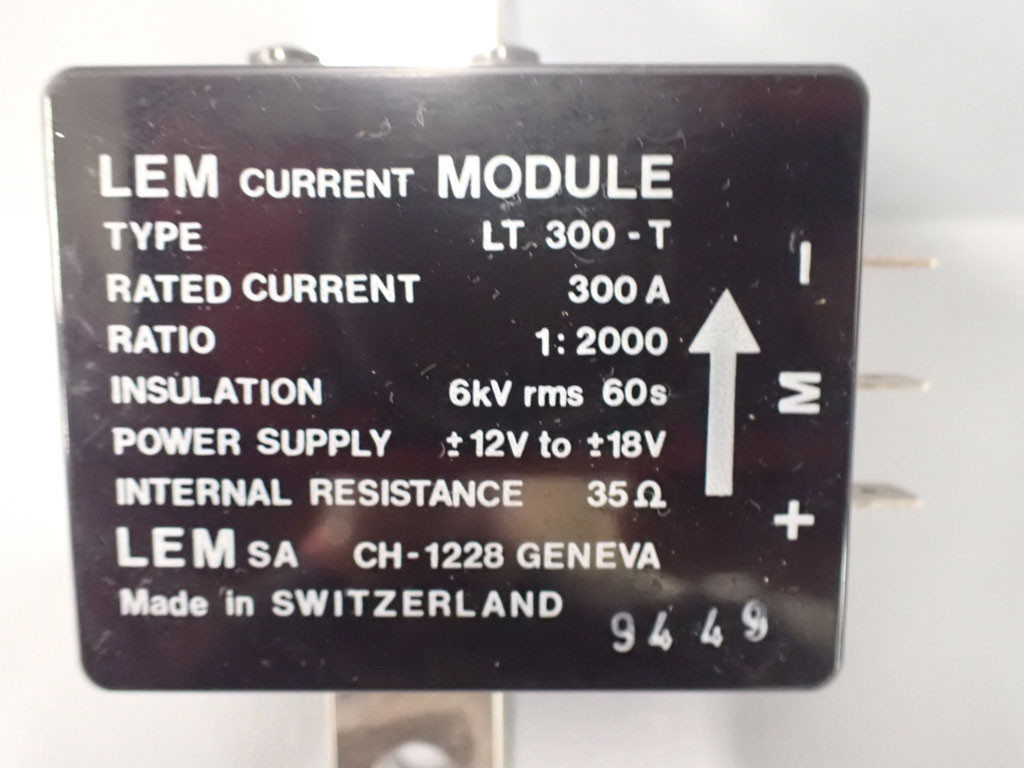 LEM CURRENT MODULE
TYPE LT 300 - T
RATED CURRENT 300 A
RATIO 1: 2000
INSULATION 6kV rms 60s
POWER SUPPLY ±12V to ±18V
INTERNAL RESISTANCE 35Ω
LEM SA CH-1228 GENEVA
Made in SWITZERLAND
9449
−
M
+